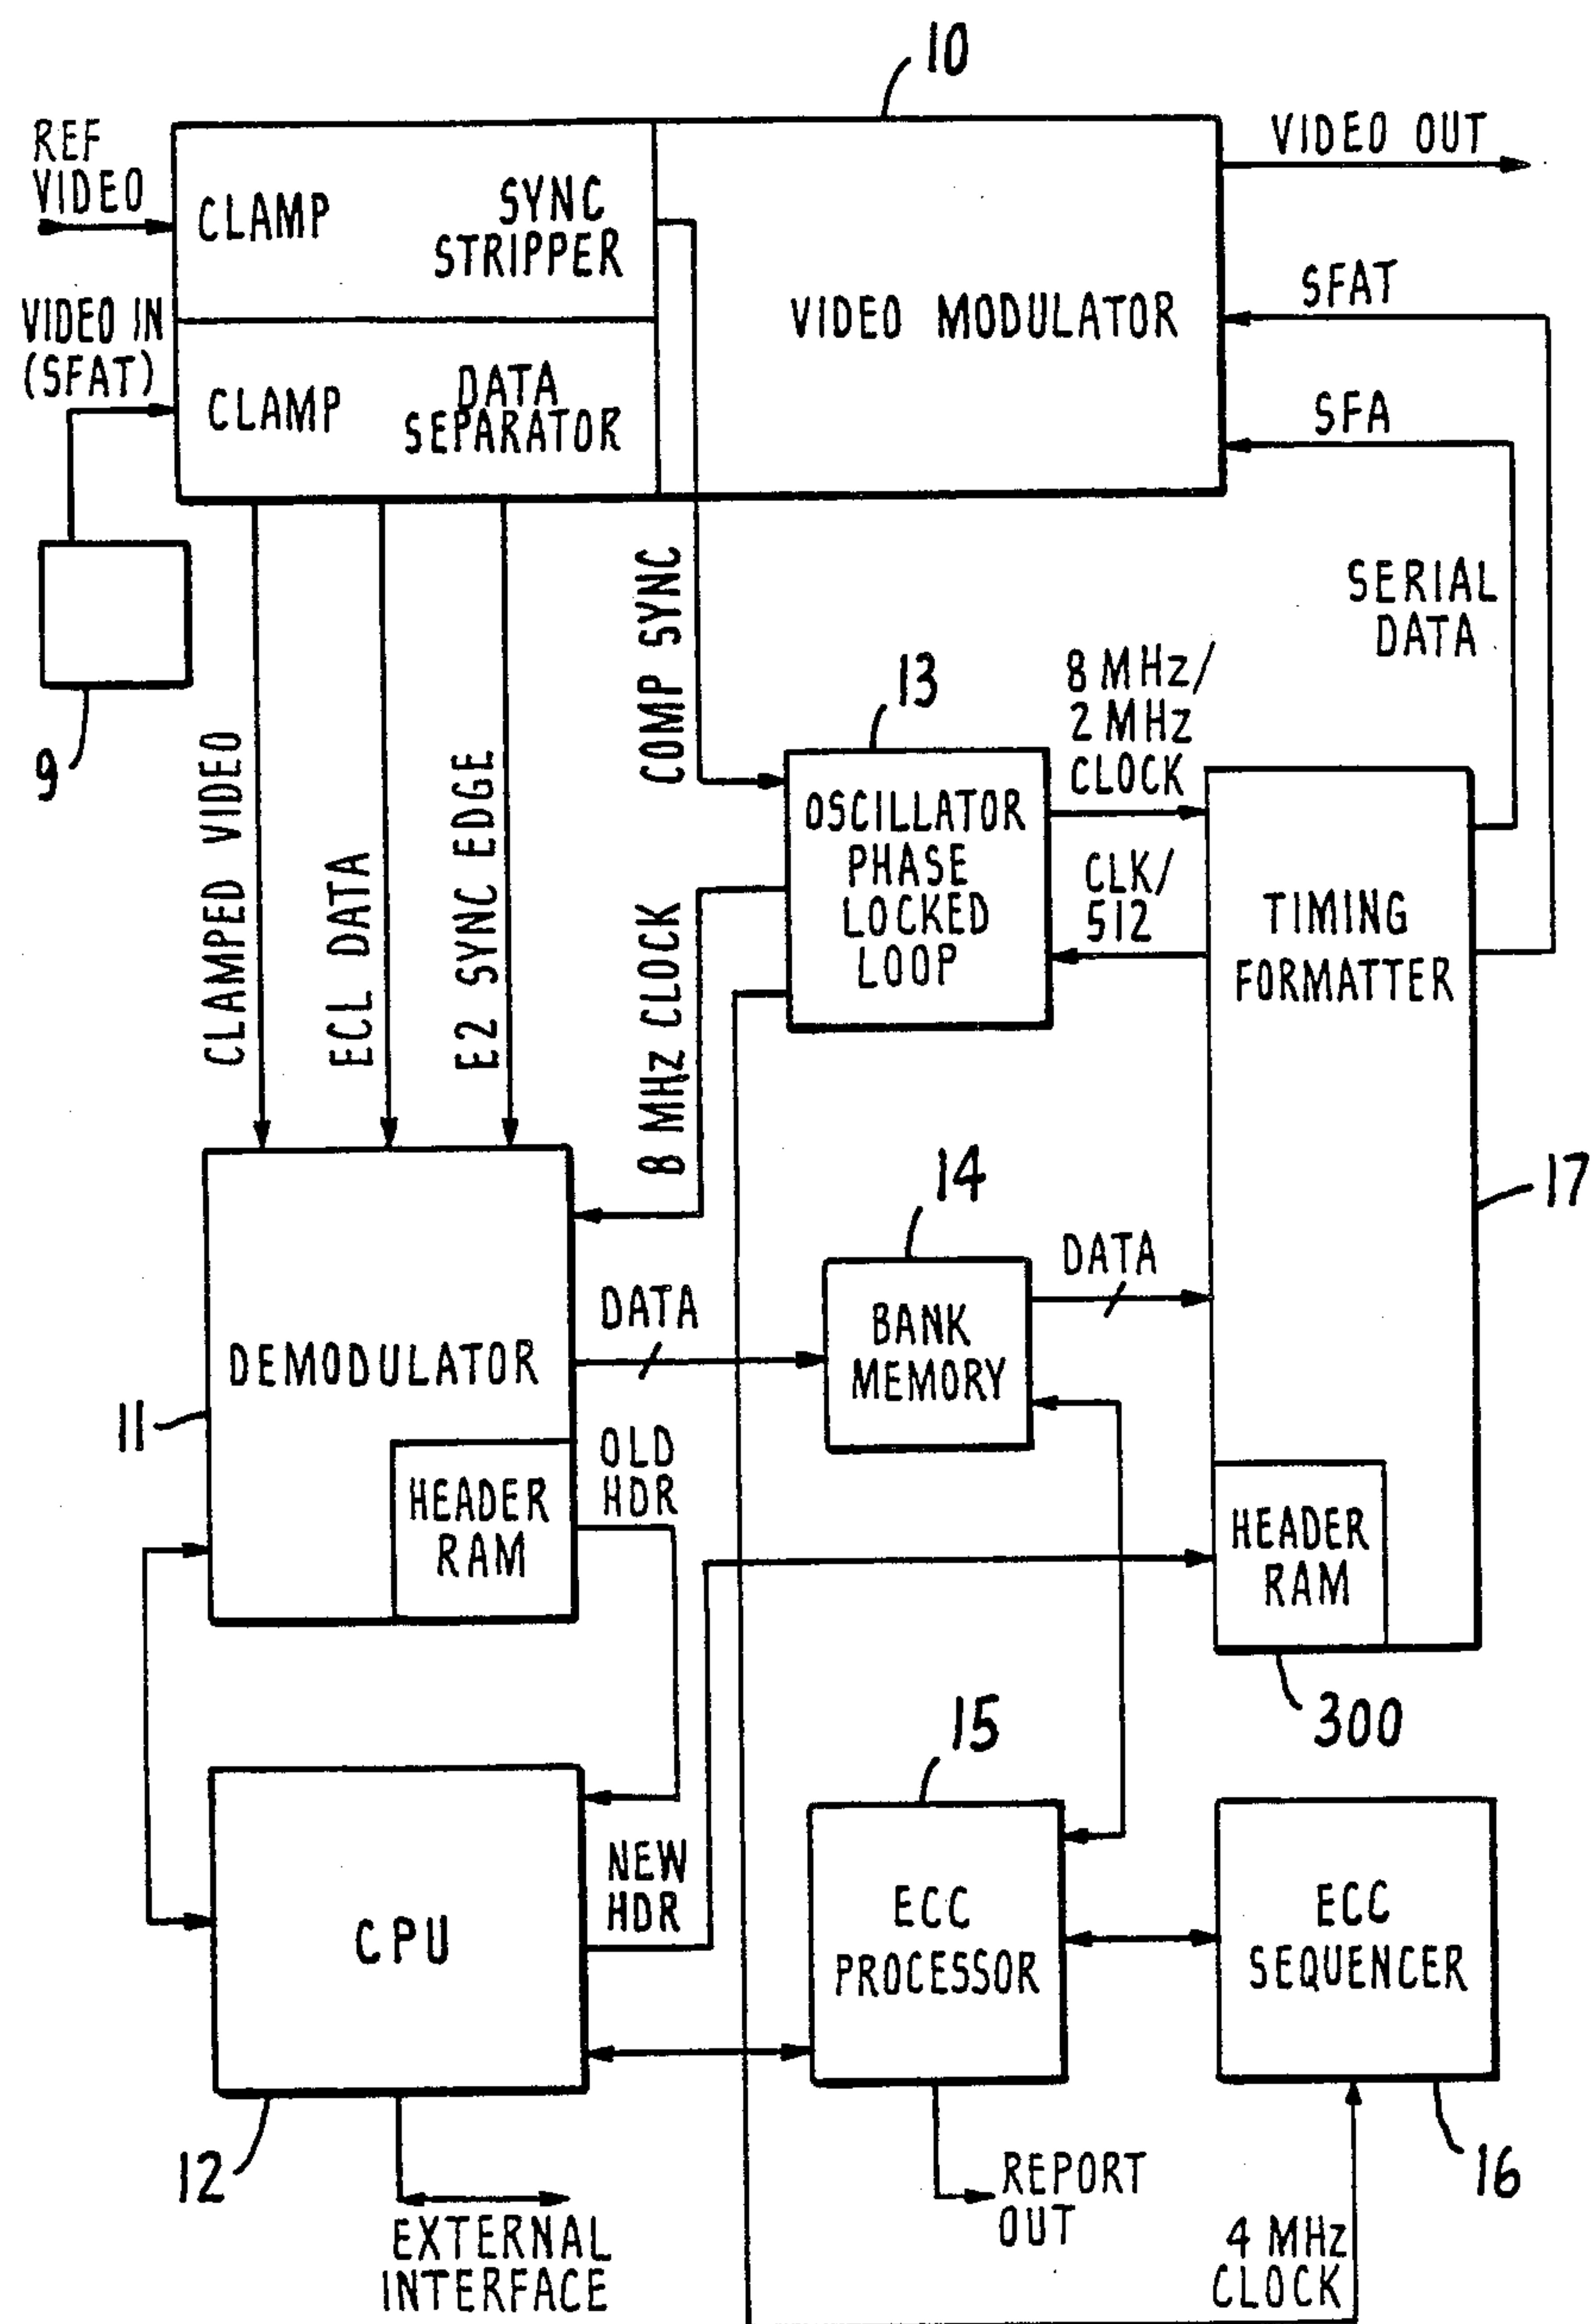 10
REF
VIDEO
CLAMP
SYNC
STRIPPER
VIDEO OUT
VIDEO IN
(SFAT)
CLAMP
DATA
SEPARATOR
VIDEO MODULATOR
SFAT
SFA
SERIAL
DATA
9
CLAMPED VIDEO
ECL DATA
E2 SYNC EDGE
COMP SYNC
8 MHz CLOCK
13
OSCILLATOR
PHASE
LOCKED
LOOP
8 MHz/
2 MHz
CLOCK
CLK/
512
TIMING
FORMATTER
17
14
DATA
BANK
MEMORY
DATA
DEMODULATOR
11
HEADER
RAM
OLD
HDR
HEADER
RAM
300
15
CPU
NEW
HDR
ECC
PROCESSOR
ECC
SEQUENCER
12
16
EXTERNAL
INTERFACE
REPORT
OUT
4 MHz
CLOCK